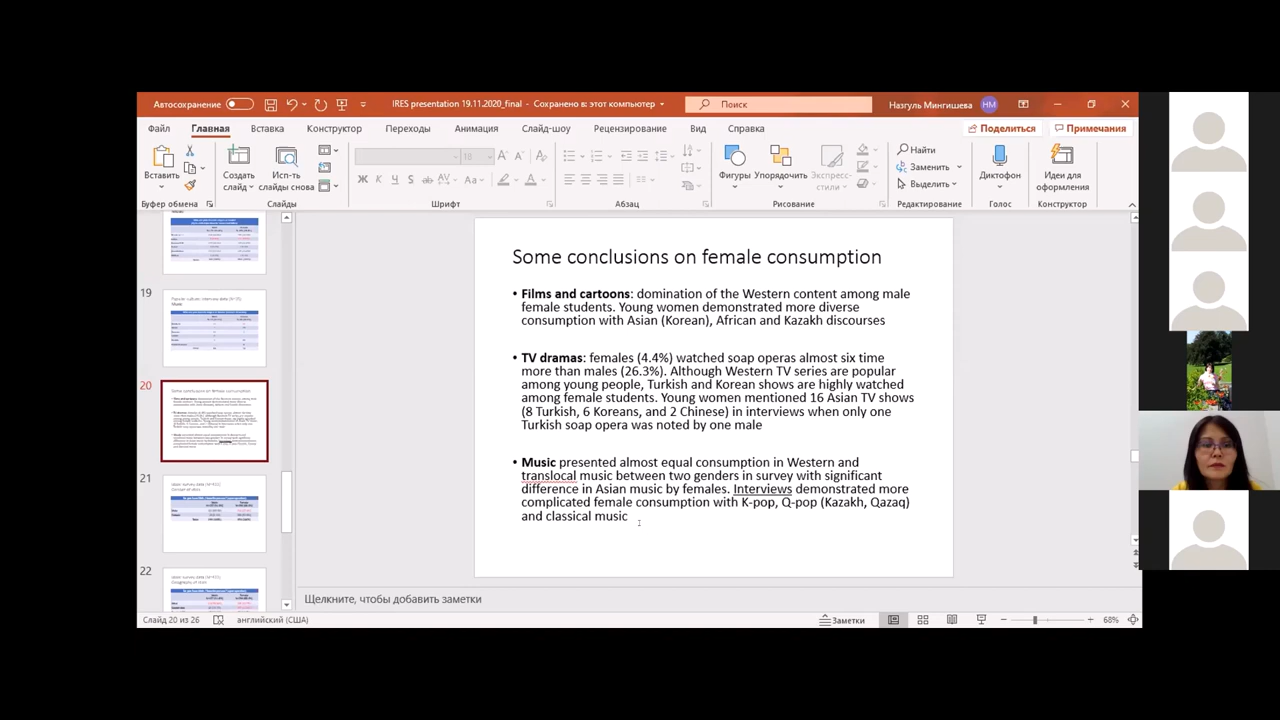 Автосохранение
IRES presentation 19.11.2020_final - Сохранено в: этот компьютер
Поиск
Назгуль Мингишева
НМ
Файл Главная Вставка Конструктор Переходы Анимация Слайд-шоу Рецензирование Вид Справка
Поделиться
Примечания
Вставить
Создать
слайд
Исп-ть
слайды снова
18
Ж К Ч S ab AV Aa
Фигуры
Упорядочить
Экспресс-
стили
Найти
Заменить
Выделить
Диктофон
Идеи для
оформления
Буфер обмена
Слайды
Шрифт
Абзац
Рисование
Редактирование
Голос
Конструктор
19
20
21
22
Some conclusions on female consumption
• Films and cartoons: domination of the Western content among male
female students. Young women demonstrated more diverse
consumption with Asian (Korean), African and Kazakh discourses
• TV dramas: females (4.4%) watched soap operas almost six time
more than males (26.3%). Although Western TV series are popular
among young people, Turkish and Korean shows are highly watched
among female students. Young women mentioned 16 Asian TV shows
(8 Turkish, 6 Korean and 2 Chinese) in interviews when only one
Turkish soap opera was noted by one male
• Music presented almost equal consumption in Western and
translocal music between two genders in survey with significant
difference in Asian music by females. Interviews demonstrated more
complicated female consumption with K-pop, Q-pop (Kazakh, Qazaq)
and classical music
Щелкните, чтобы добавить заметки
Слайд 20 из 26
английский (США)
Заметки
68%